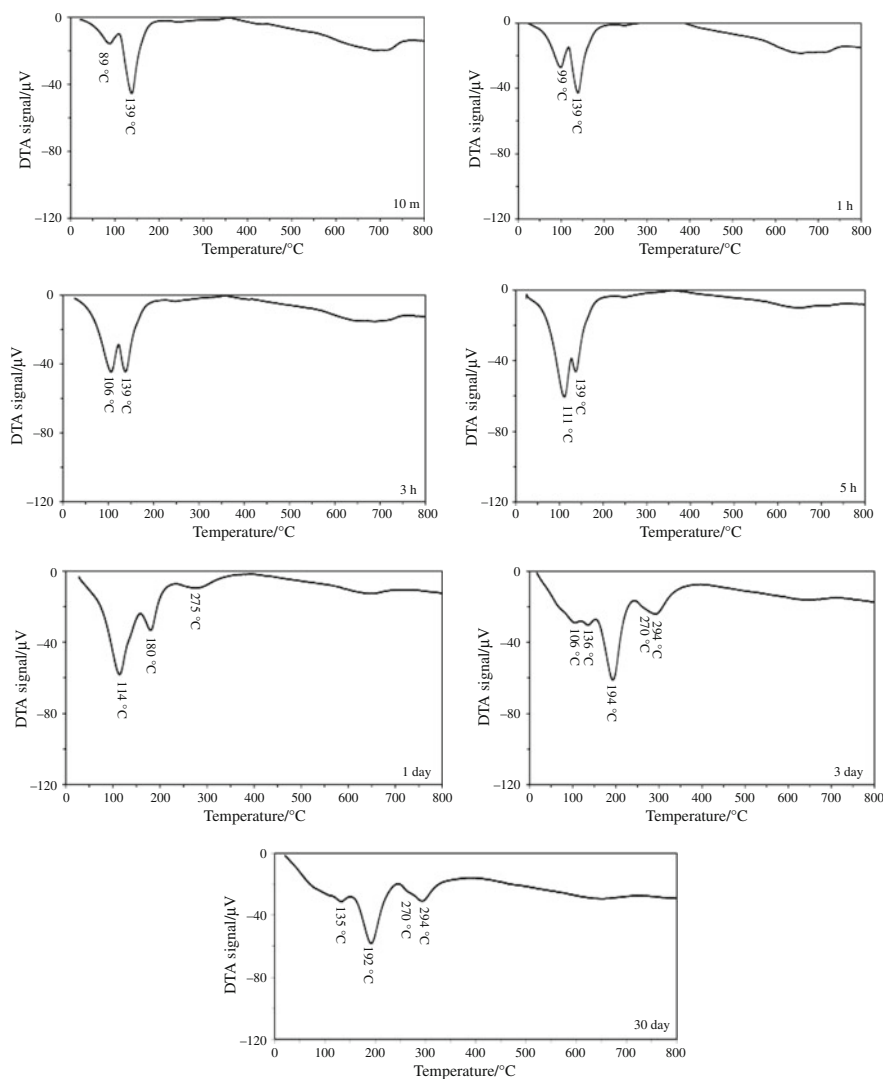 0
−40
−80
−120
DTA signal/µV
89 °C
139 °C
10 m
0 100 200 300 400 500 600 700 800
Temperature/°C
0
−40
−80
−120
DTA signal/µV
99 °C
139 °C
1 h
0 100 200 300 400 500 600 700 800
Temperature/°C
0
−40
−80
−120
DTA signal/µV
106 °C
139 °C
3 h
0 100 200 300 400 500 600 700 800
Temperature/°C
0
−40
−80
−120
DTA signal/µV
111 °C
139 °C
5 h
0 100 200 300 400 500 600 700 800
Temperature/°C
0
−40
−80
−120
DTA signal/µV
114 °C
180 °C
275 °C
1 day
0 100 200 300 400 500 600 700 800
Temperature/°C
0
−40
−80
−120
DTA signal/µV
106 °C
136 °C
194 °C
270 °C
294 °C
3 day
0 100 200 300 400 500 600 700 800
Temperature/°C
0
−40
−80
−120
DTA signal/µV
135 °C
192 °C
270 °C
294 °C
30 day
0 100 200 300 400 500 600 700 800
Temperature/°C